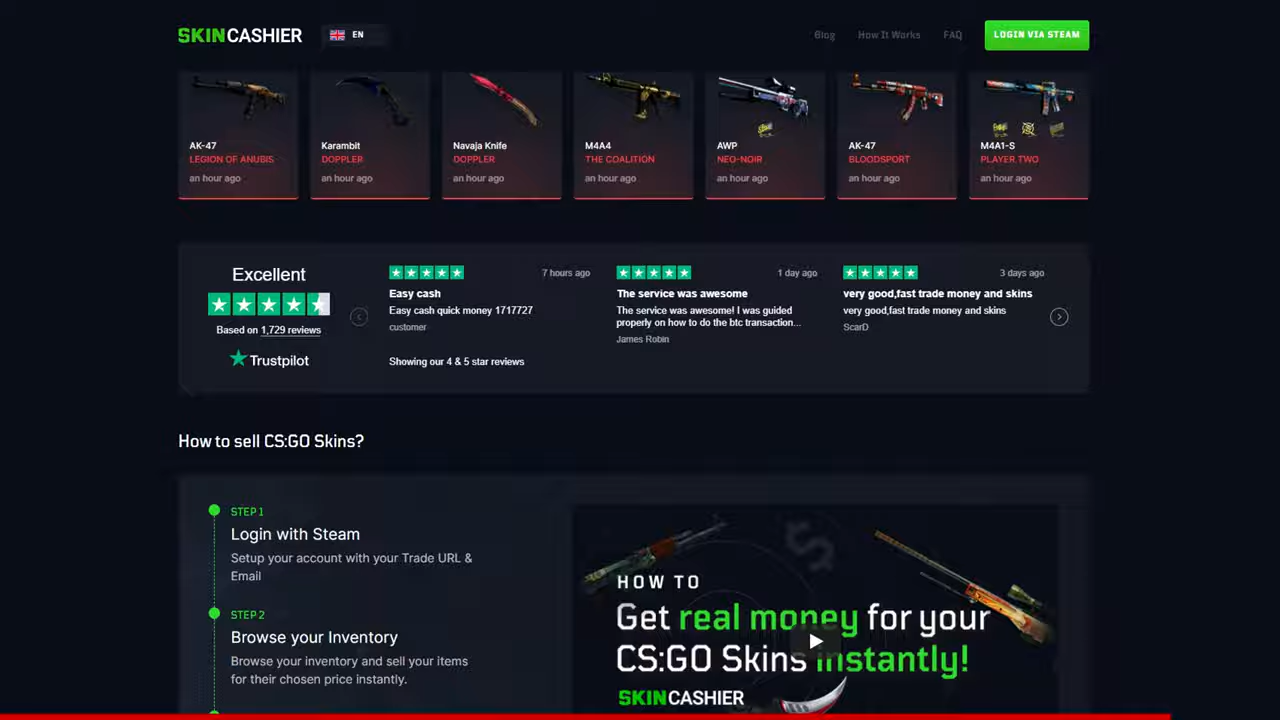 SKINCASHIER EN Blog How It Works FAQ LOGIN VIA STEAM
AK-47 Karambit Navaja Knife M4A4 AWP AK-47 M4A1-S
LEGION OF ANUBIS DOPPLER DOPPLER THE COALITION NEO-NOIR BLOODSPORT PLAYER TWO
an hour ago an hour ago an hour ago an hour ago an hour ago an hour ago an hour ago
Excellent
Based on 1,729 reviews
Trustpilot
7 hours ago
Easy cash
Easy cash quick money 1717727
customer
1 day ago
The service was awesome
The service was awesome! I was guided
properly on how to do the btc transaction...
James Robin
3 days ago
very good,fast trade money and skins
very good,fast trade money and skins
ScarD
Showing our 4 & 5 star reviews
How to sell CS:GO Skins?
STEP 1
Login with Steam
Setup your account with your Trade URL &
Email
STEP 2
Browse your Inventory
Browse your inventory and sell your items
for their chosen price instantly.
HOW TO
Get real money for your
CS:GO Skins instantly!
SKINCASHIER